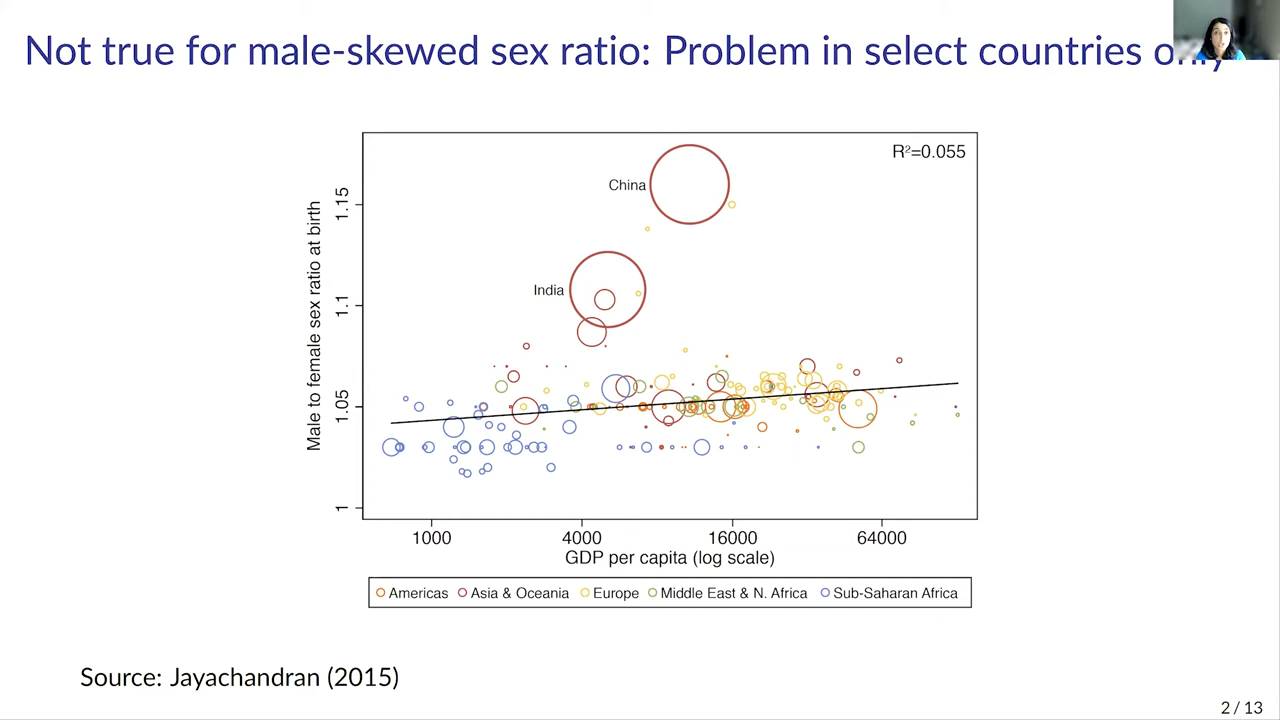 Not true for male-skewed sex ratio: Problem in select countries only
R²=0.055
China
India
Male to female sex ratio at birth
1.15
1.1
1.05
1
1000 4000 16000 64000
GDP per capita (log scale)
Americas Asia & Oceania Europe Middle East & N. Africa Sub-Saharan Africa
Source: Jayachandran (2015)
2 / 13